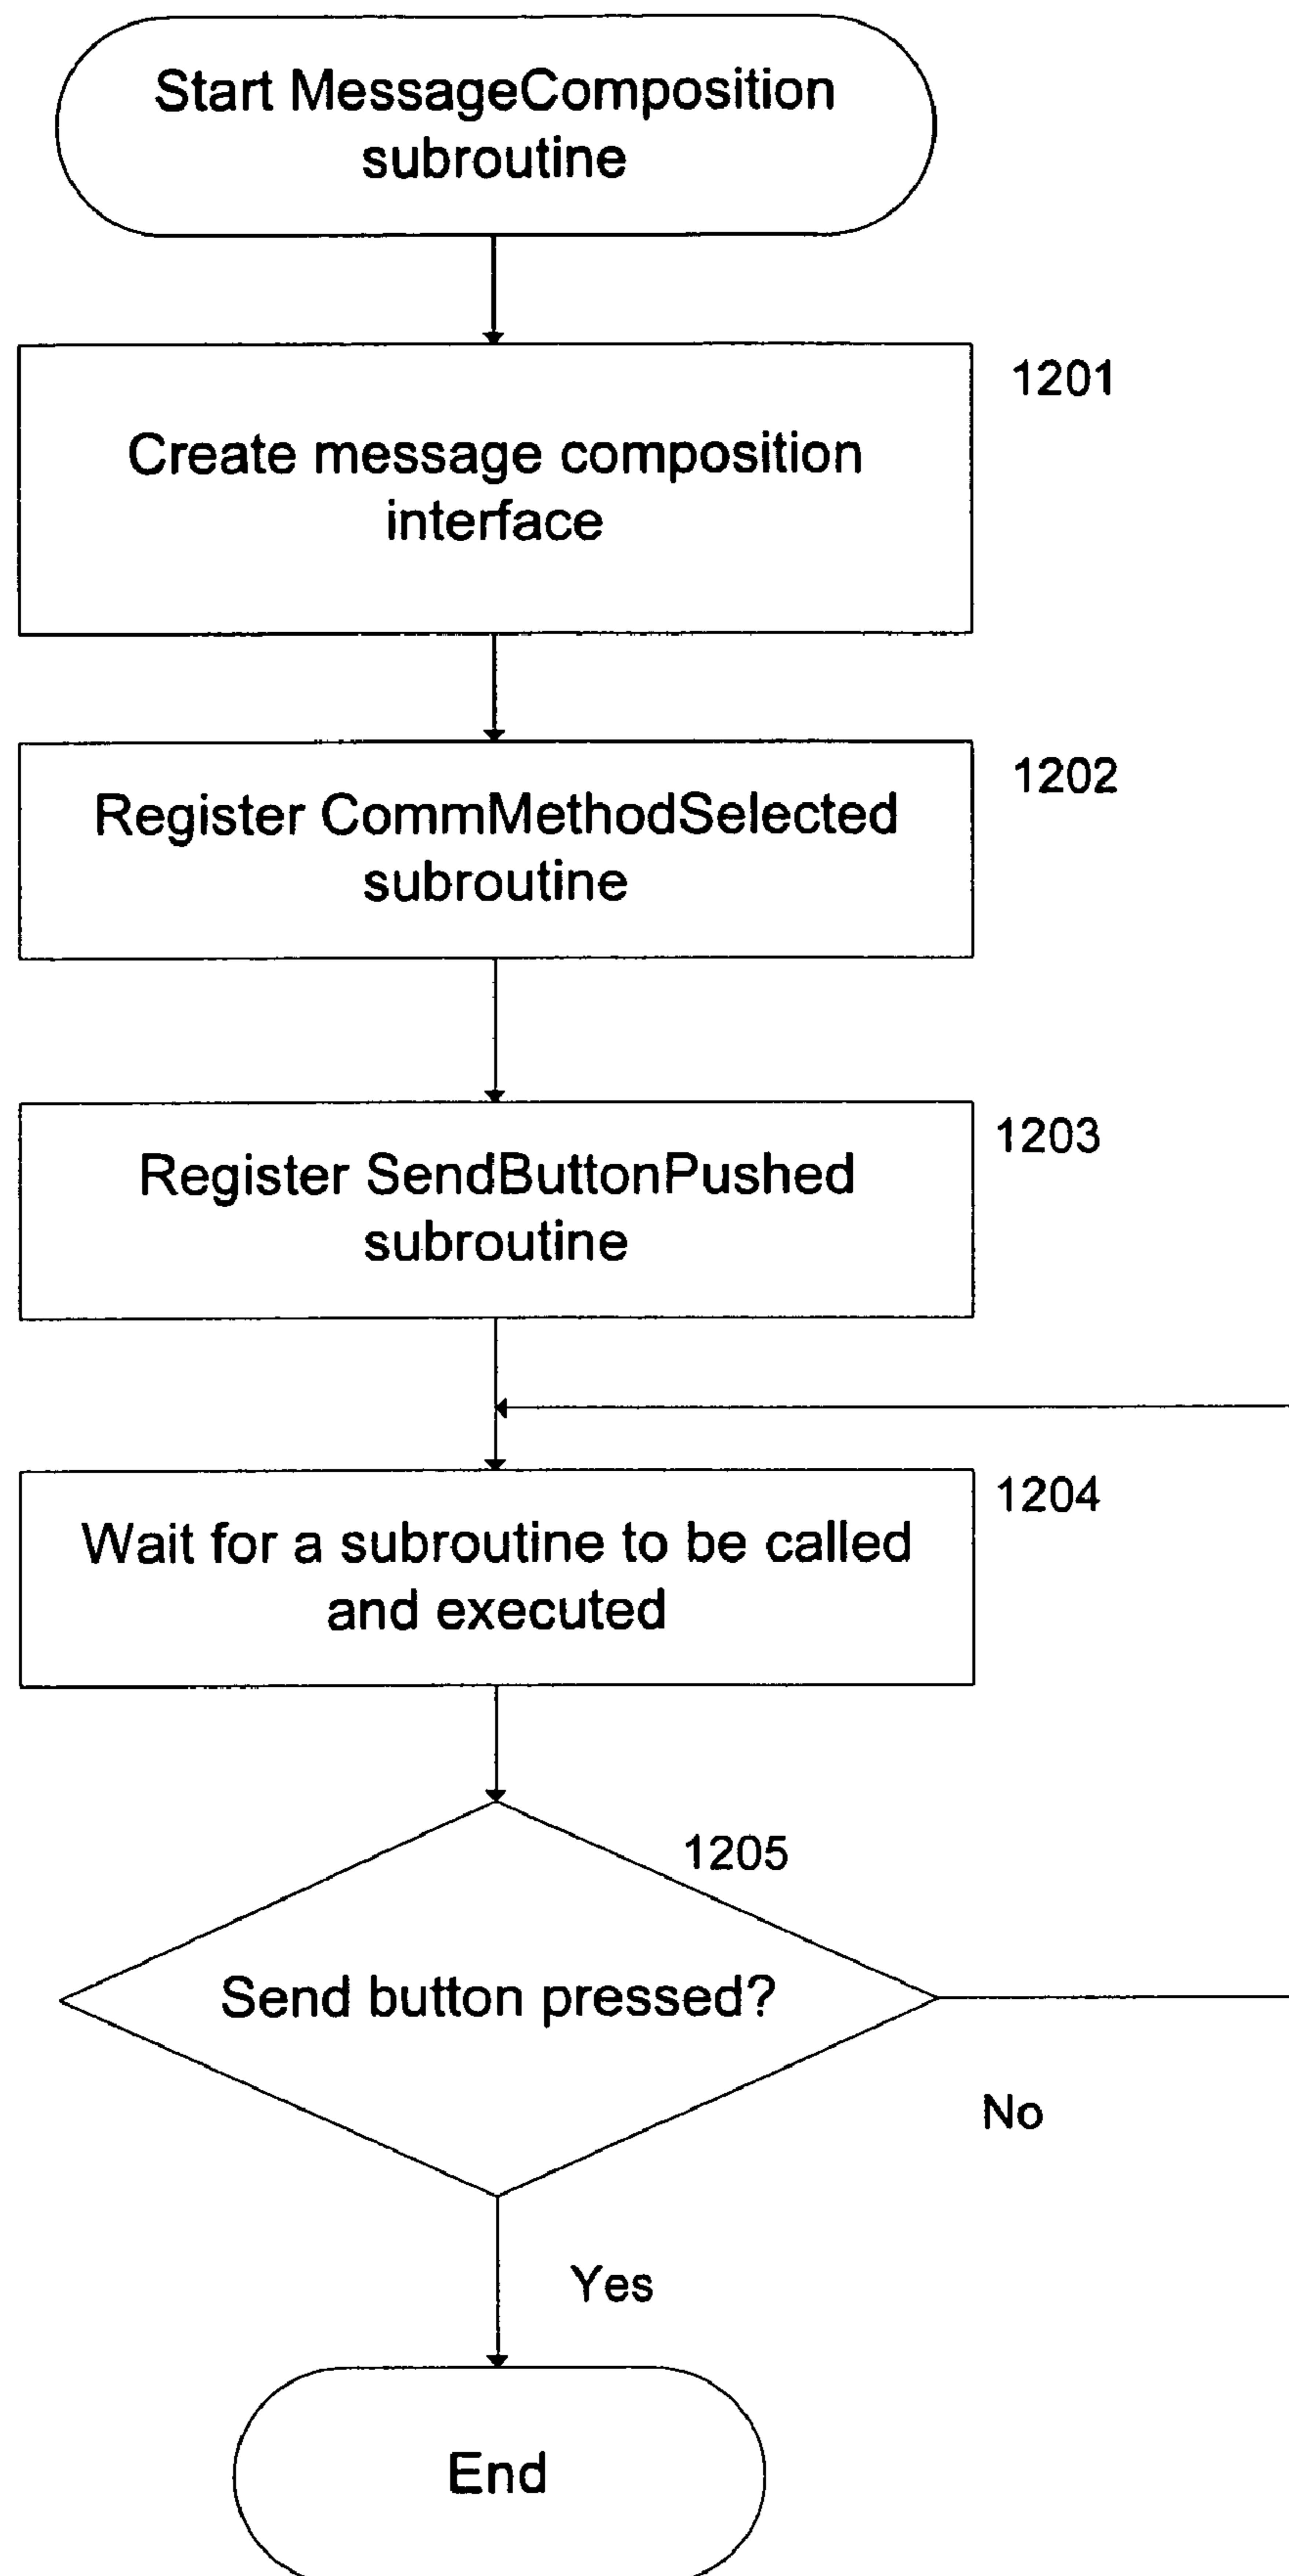 Start MessageComposition
subroutine
1201
Create message composition
interface
1202
Register CommMethodSelected
subroutine
1203
Register SendButtonPushed
subroutine
1204
Wait for a subroutine to be called
and executed
1205
Send button pressed?
No
Yes
End